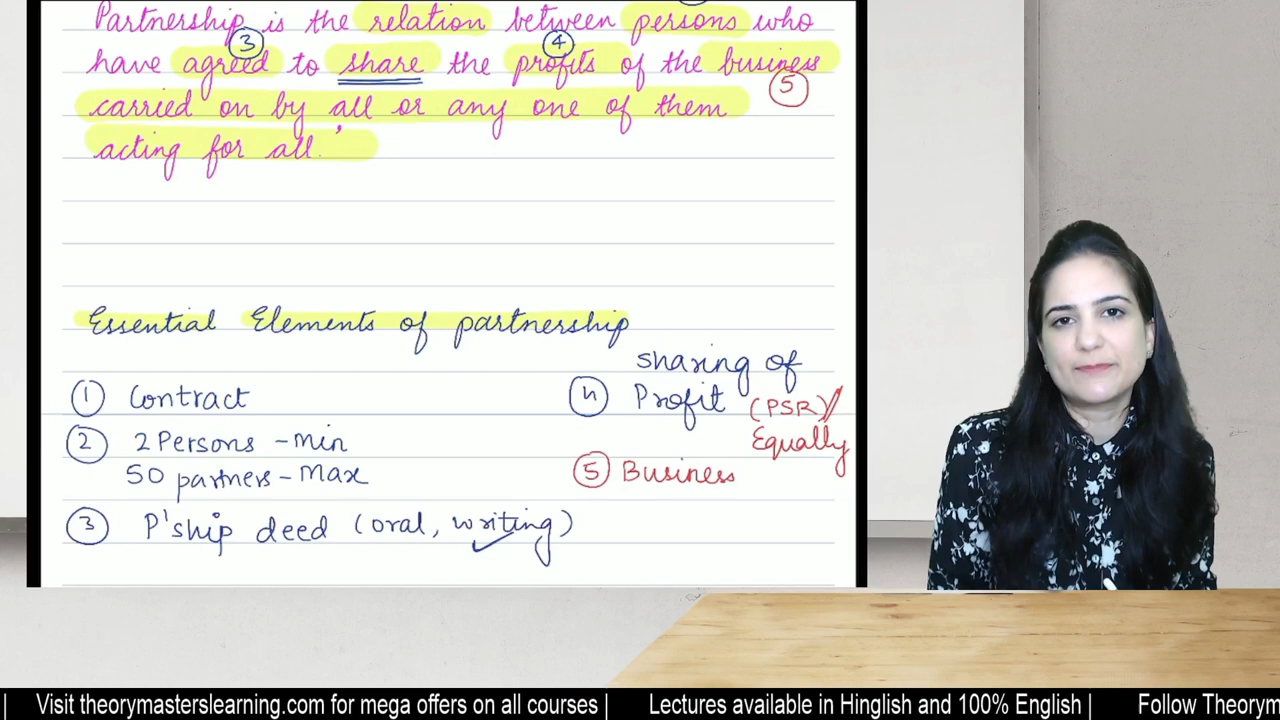 Partnership is the relation between persons who
③ ④
have agreed to share the profits of the business
⑤
carried on by all or any one of them
acting for all.'
Essential Elements of partnership
① Contract
② 2 Persons - Min
50 partners - Max
③ P'ship deed (oral, writing)
sharing of
④ Profit (PSR)/
Equally
⑤ Business
| Visit theorymasterslearning.com for mega offers on all courses | Lectures available in Hinglish and 100% English | Follow Theorym